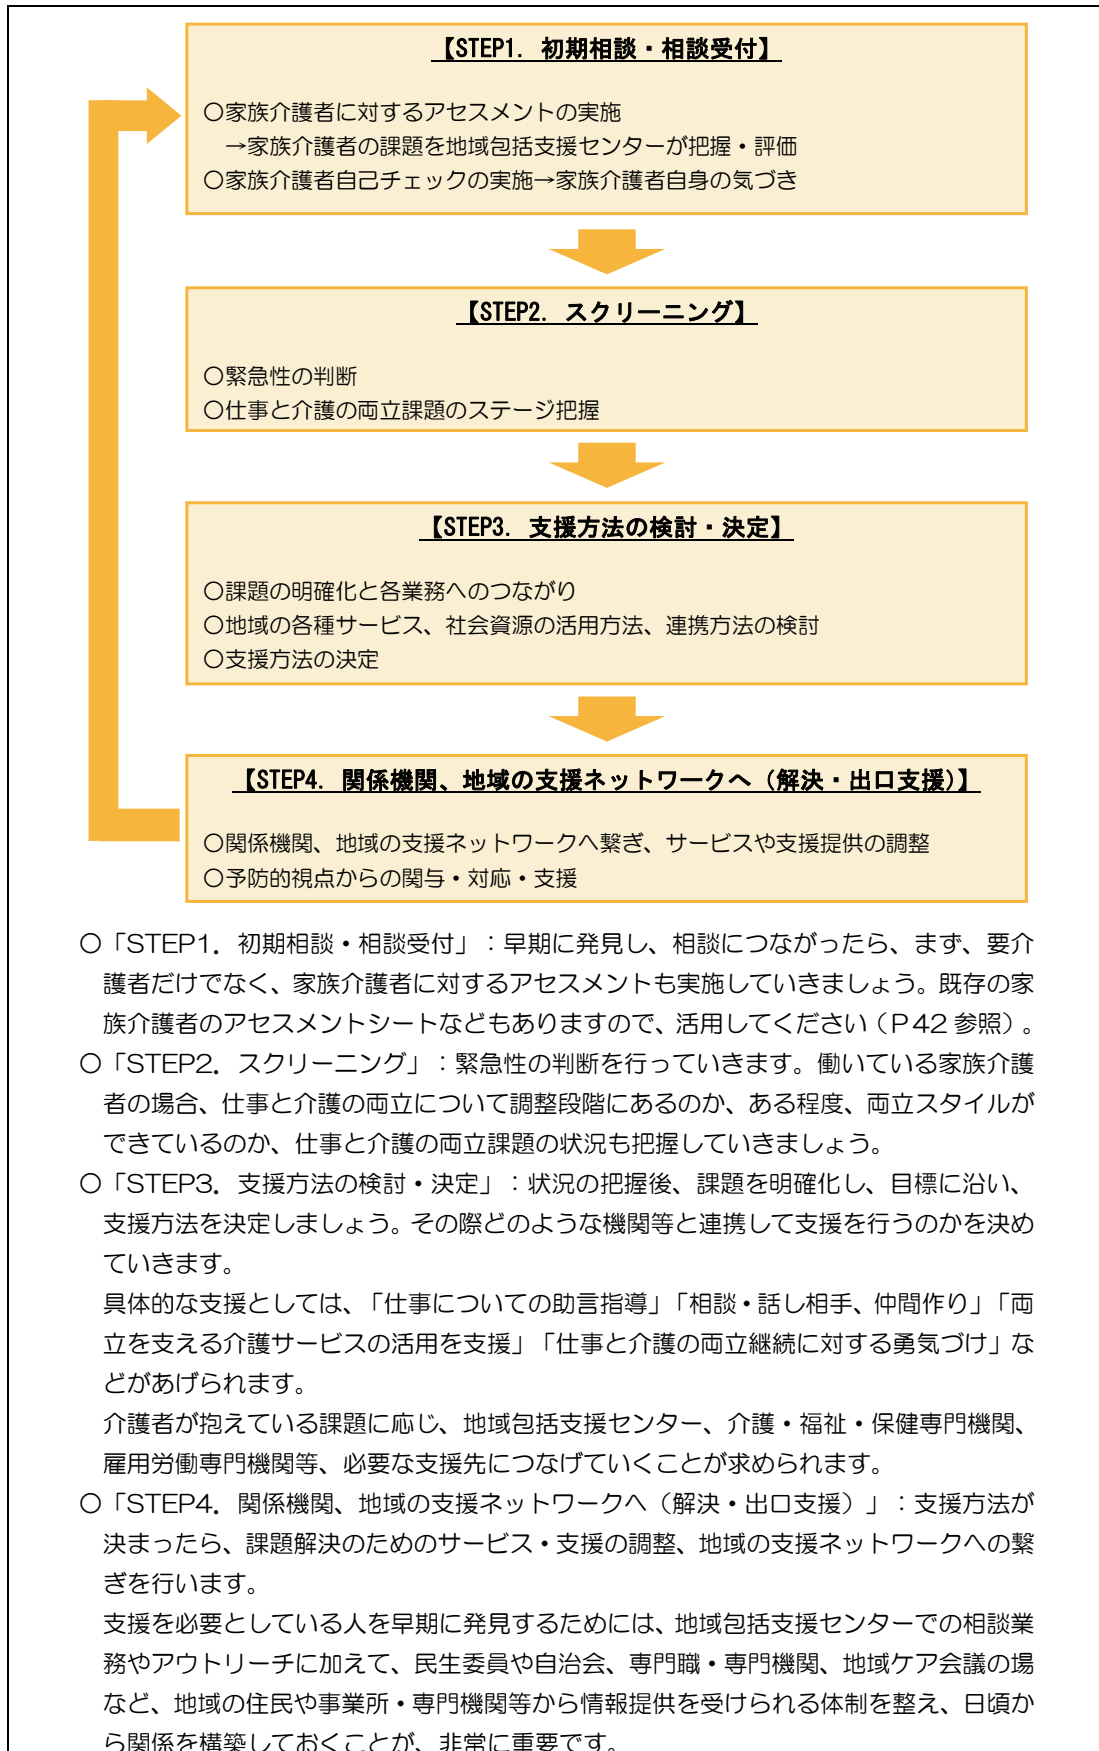 【STEP1. 初期相談・相談受付】
○家族介護者に対するアセスメントの実施
→家族介護者の課題を地域包括支援センターが把握・評価
○家族介護者自己チェックの実施→家族介護者自身の気づき
【STEP2. スクリーニング】
○緊急性の判断
○仕事と介護の両立課題のステージ把握
【STEP3. 支援方法の検討・決定】
○課題の明確化と各業務へのつながり
○地域の各種サービス、社会資源の活用方法、連携方法の検討
○支援方法の決定
【STEP4. 関係機関、地域の支援ネットワークへ（解決・出口支援）】
○関係機関、地域の支援ネットワークへ繋ぎ、サービスや支援提供の調整
○予防的視点からの関与・対応・支援
○「STEP1．初期相談・相談受付」：早期に発見し、相談につながったら、まず、要介
護者だけでなく、家族介護者に対するアセスメントも実施していきましょう。既存の家
族介護者のアセスメントシートなどもありますので、活用してください（P42 参照）。
○「STEP2．スクリーニング」：緊急性の判断を行っていきます。働いている家族介護
者の場合、仕事と介護の両立について調整段階にあるのか、ある程度、両立スタイルが
できているのか、仕事と介護の両立課題の状況も把握していきましょう。
○「STEP3．支援方法の検討・決定」：状況の把握後、課題を明確化し、目標に沿い、
支援方法を決定しましょう。その際どのような機関等と連携して支援を行うのかを決め
ていきます。
具体的な支援としては、「仕事についての助言指導」「相談・話し相手、仲間作り」「両
立を支える介護サービスの活用を支援」「仕事と介護の両立継続に対する勇気づけ」な
どがあげられます。
介護者が抱えている課題に応じ、地域包括支援センター、介護・福祉・保健専門機関、
雇用労働専門機関等、必要な支援先につなげていくことが求められます。
○「STEP4．関係機関、地域の支援ネットワークへ（解決・出口支援）」：支援方法が
決まったら、課題解決のためのサービス・支援の調整、地域の支援ネットワークへの繋
ぎを行います。
支援を必要としている人を早期に発見するためには、地域包括支援センターでの相談業
務やアウトリーチに加えて、民生委員や自治会、専門職・専門機関、地域ケア会議の場
など、地域の住民や事業所・専門機関等から情報提供を受けられる体制を整え、日頃か
ら関係を構築しておくことが、非常に重要です。